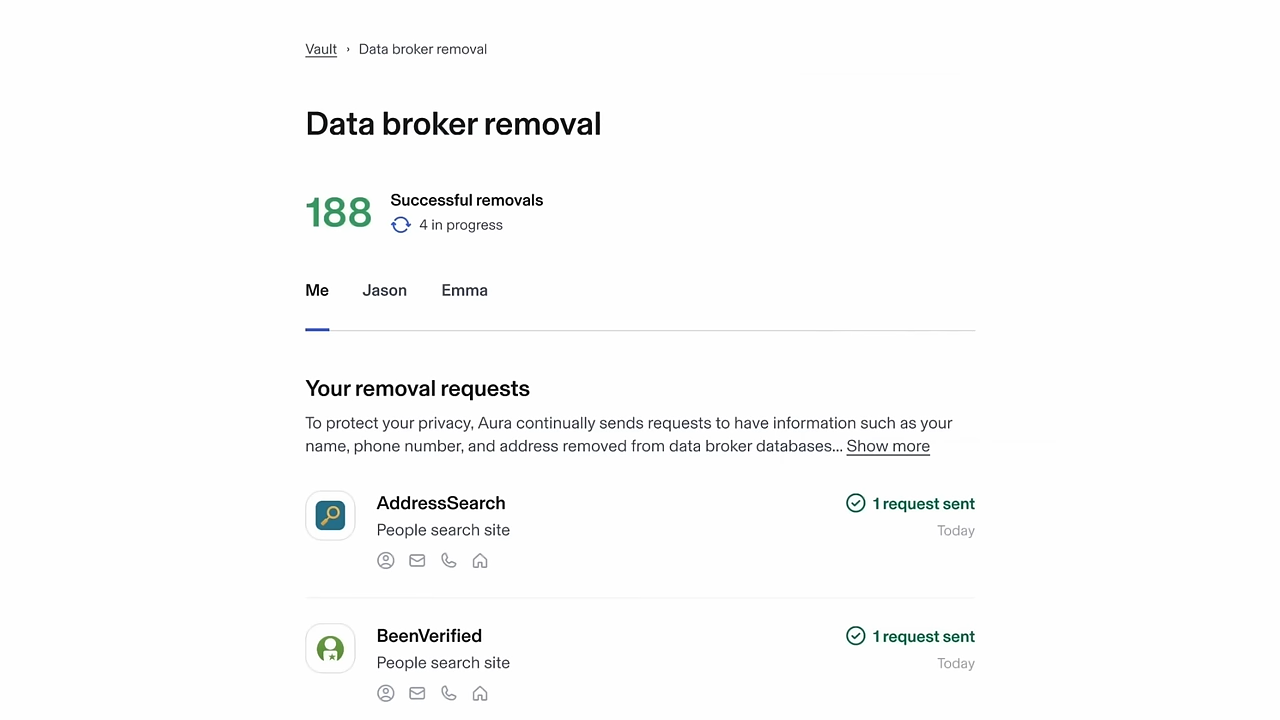 Vault › Data broker removal
Data broker removal
188
Successful removals
4 in progress
Me Jason Emma
Your removal requests
To protect your privacy, Aura continually sends requests to have information such as your
name, phone number, and address removed from data broker databases... Show more
AddressSearch
1 request sent
People search site
Today
BeenVerified
1 request sent
People search site
Today